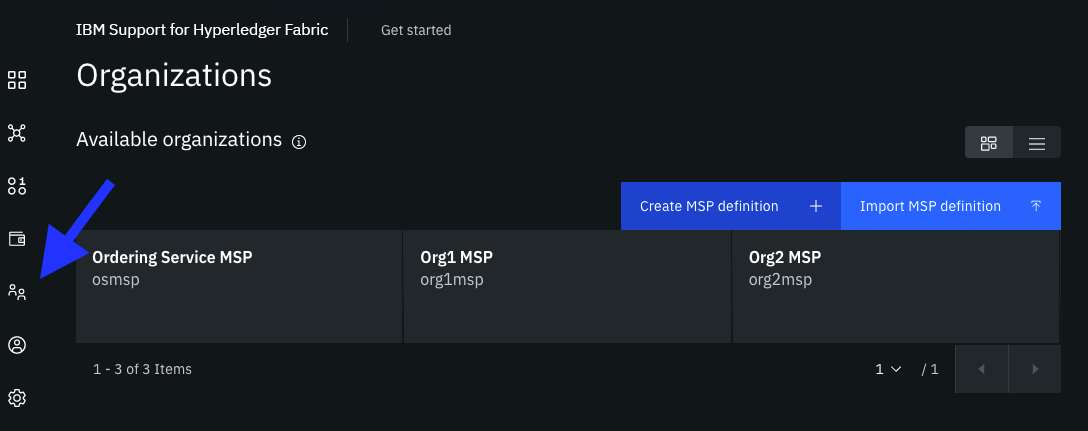 IBM Support for Hyperledger Fabric Get started
Organizations
Available organizations
Create MSP definition Import MSP definition
Ordering Service MSP Org1 MSP Org2 MSP
osmsp org1msp org2msp
1 - 3 of 3 Items 1 / 1